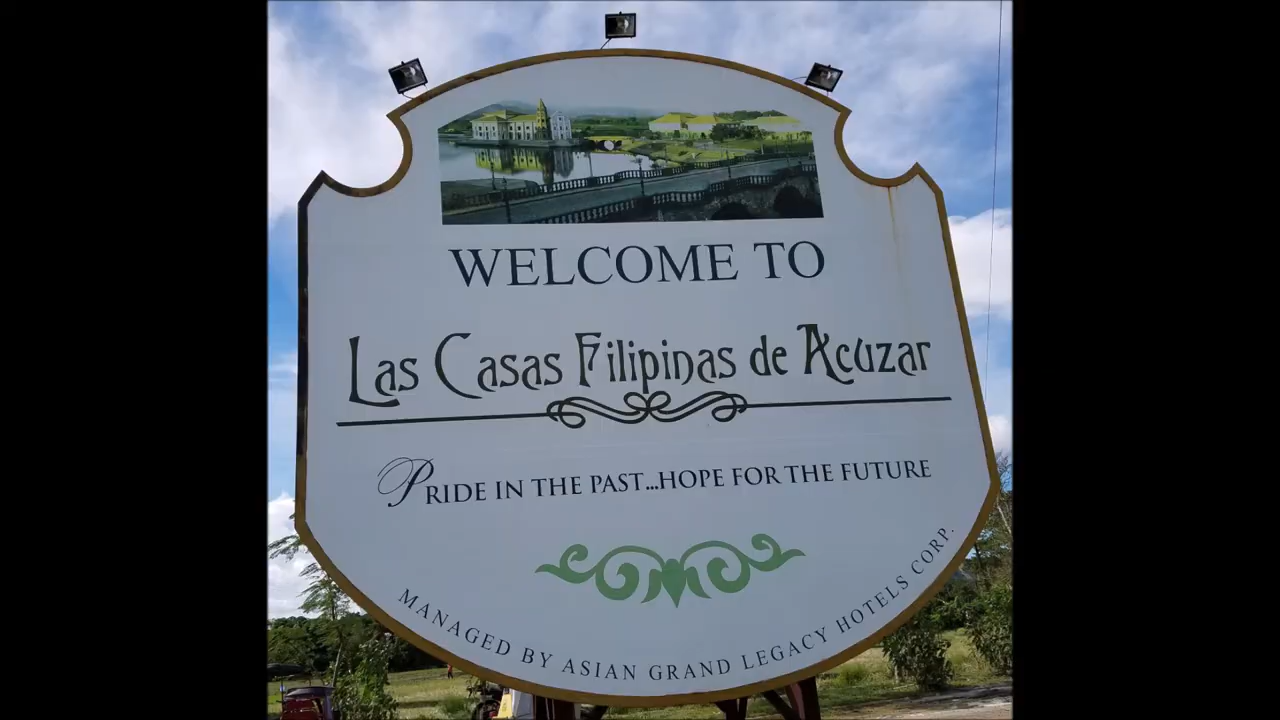 WELCOME TO
Las Casas Filipinas de Acuzar
PRIDE IN THE PAST...HOPE FOR THE FUTURE
MANAGED BY ASIAN GRAND LEGACY HOTELS CORP.